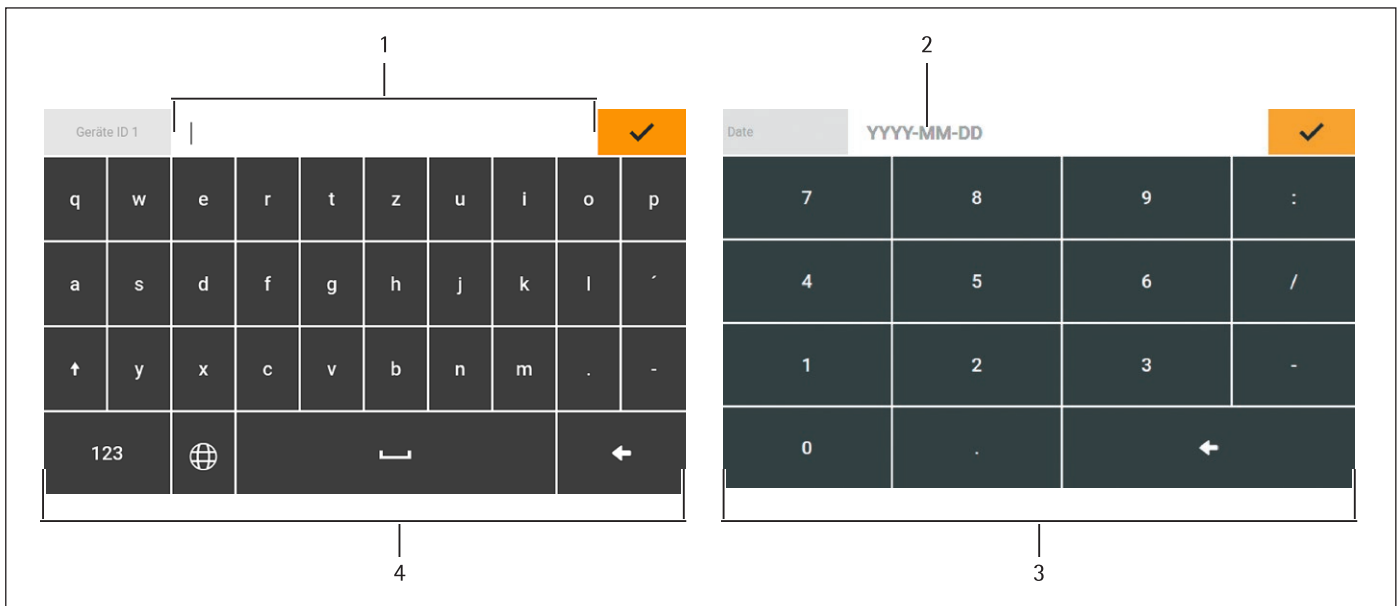 1 2
Geräte ID 1
q w e r t z u i o p
a s d f g h j k l ´
y x c v b n m . -
123
4
Date YYYY-MM-DD
7 8 9 :
4 5 6 /
1 2 3 -
0 .
3